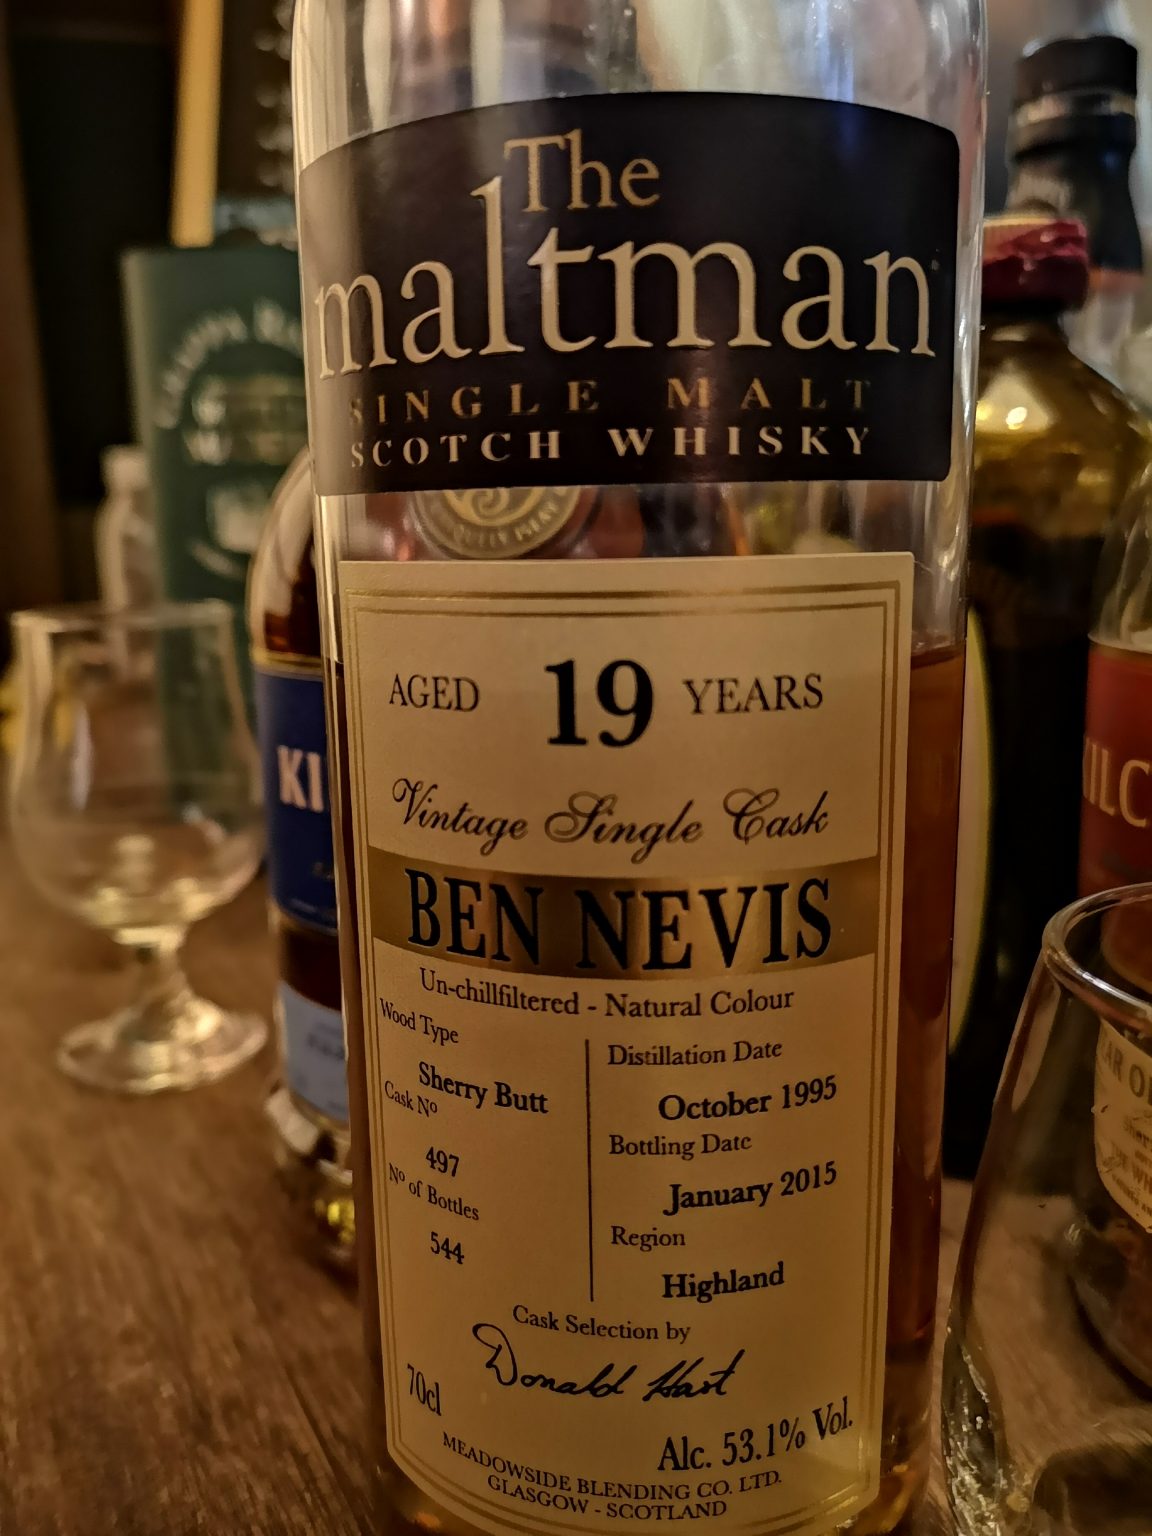 The
maltman
SINGLE MALT
SCOTCH WHISKY
AGED 19 YEARS
Vintage Single Cask
BEN NEVIS
Un-chillfiltered - Natural Colour
Wood Type
Sherry Butt
Cask Nº
497
Nº of Bottles
544
Distillation Date
October 1995
Bottling Date
January 2015
Region
Highland
Cask Selection by
Donald Hart
70cl
Alc. 53.1% Vol.
MEADOWSIDE BLENDING CO. LTD.
GLASGOW - SCOTLAND
KI
ILC